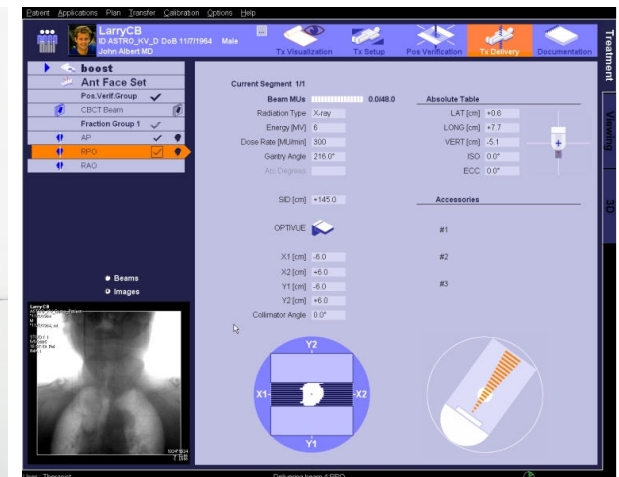 Patient Applications Plan Transfer Calibration Options Help
LarryCB
ID ASTRO_KV_D DoB 11/7/1964 Male
John Albert MD
...
Tx Visualization
Tx Setup
Pos Verification
Tx Delivery
Documentation
Treatment
Viewing
3D
boost
Ant Face Set
Pos.Verif.Group
CBCT Beam
Fraction Group 1
AP
RPO
RAO
Beams
Images
Current Segment 1/1
Beam MUs 0.0/48.0
Radiation Type X-ray
Energy [MV] 6
Dose Rate [MU/min] 300
Gantry Angle 216.0°
Arc Degrees
SID [cm] +145.0
OPTIVUE
X1 [cm] -6.0
X2 [cm] +6.0
Y1 [cm] -6.0
Y2 [cm] +6.0
Collimator Angle 0.0°
Absolute Table
LAT [cm] +0.6
LONG [cm] +7.7
VERT [cm] -5.1
ISO 0.0°
ECC 0.0°
Accessories
#1
#2
#3
Y2
X1
X2
Y1
LarryCB
User: Therapist
Delivering beam 4:RPO